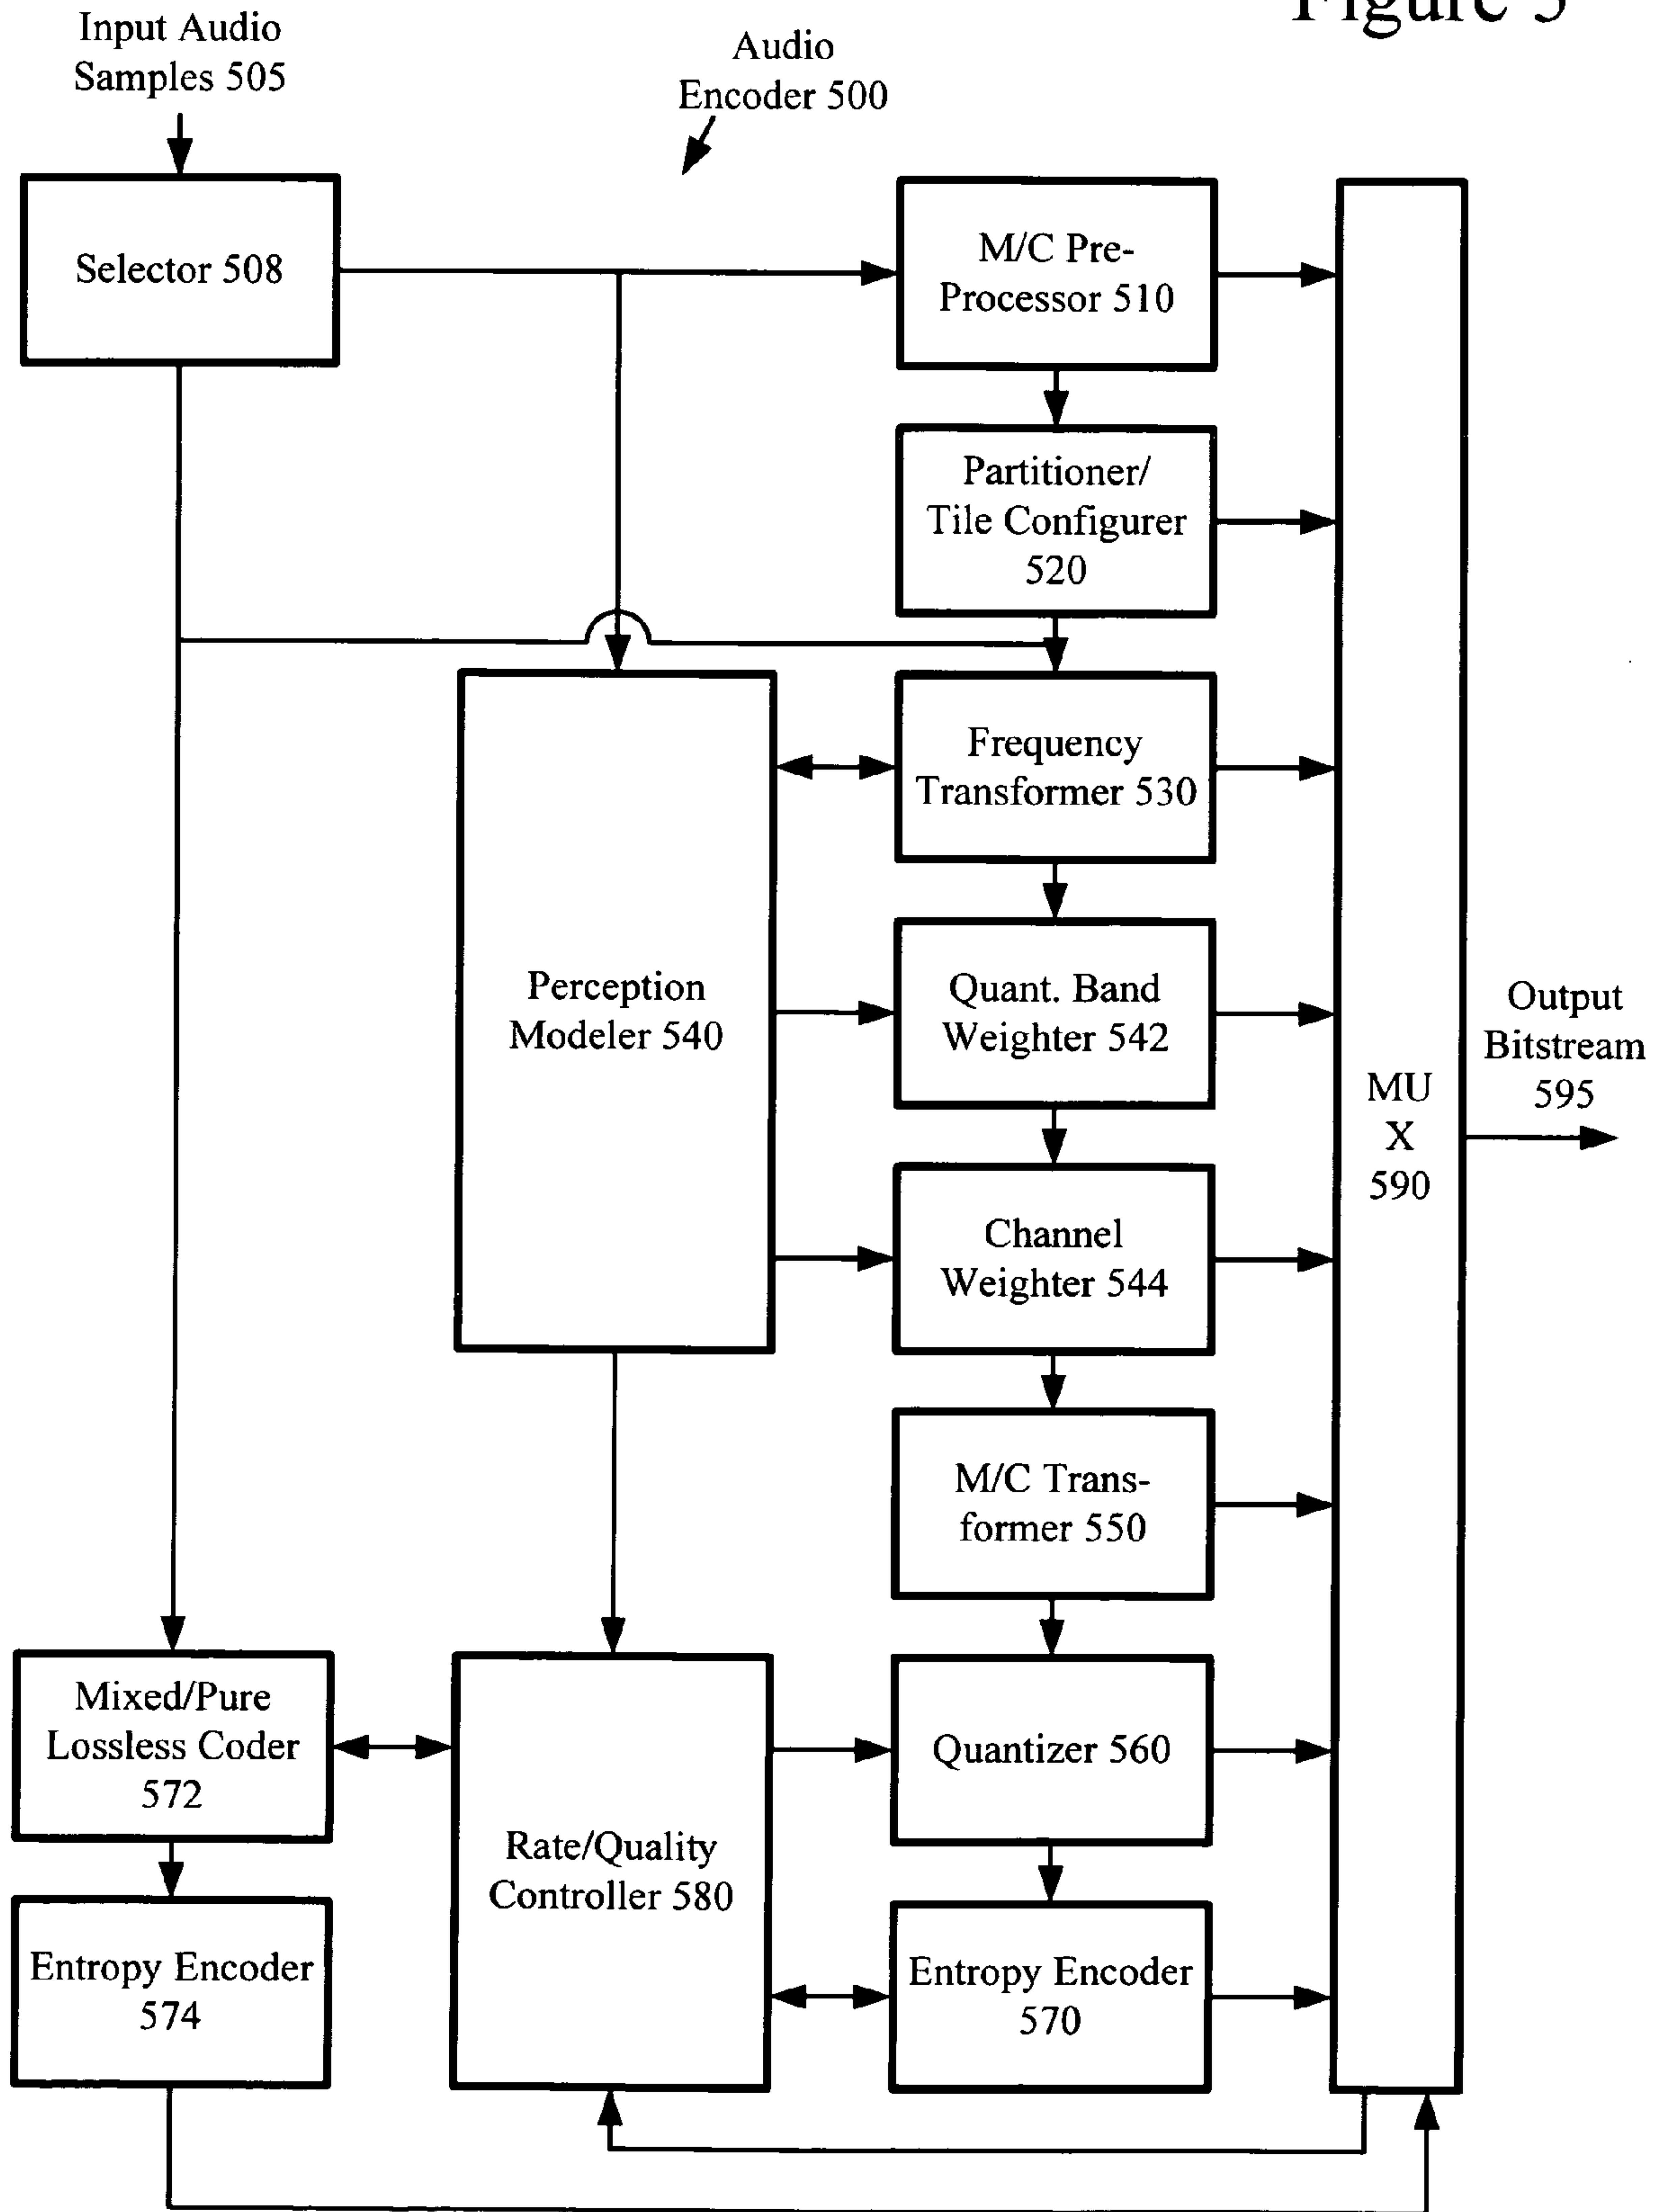 Figure 5
Input Audio
Samples 505
Audio
Encoder 500
Selector 508
M/C Pre-
Processor 510
Partitioner/
Tile Configurer
520
Frequency
Transformer 530
Perception
Modeler 540
Quant. Band
Weighter 542
Output
Bitstream
595
MU
X
590
Channel
Weighter 544
M/C Trans-
former 550
Mixed/Pure
Lossless Coder
572
Quantizer 560
Rate/Quality
Controller 580
Entropy Encoder
574
Entropy Encoder
570